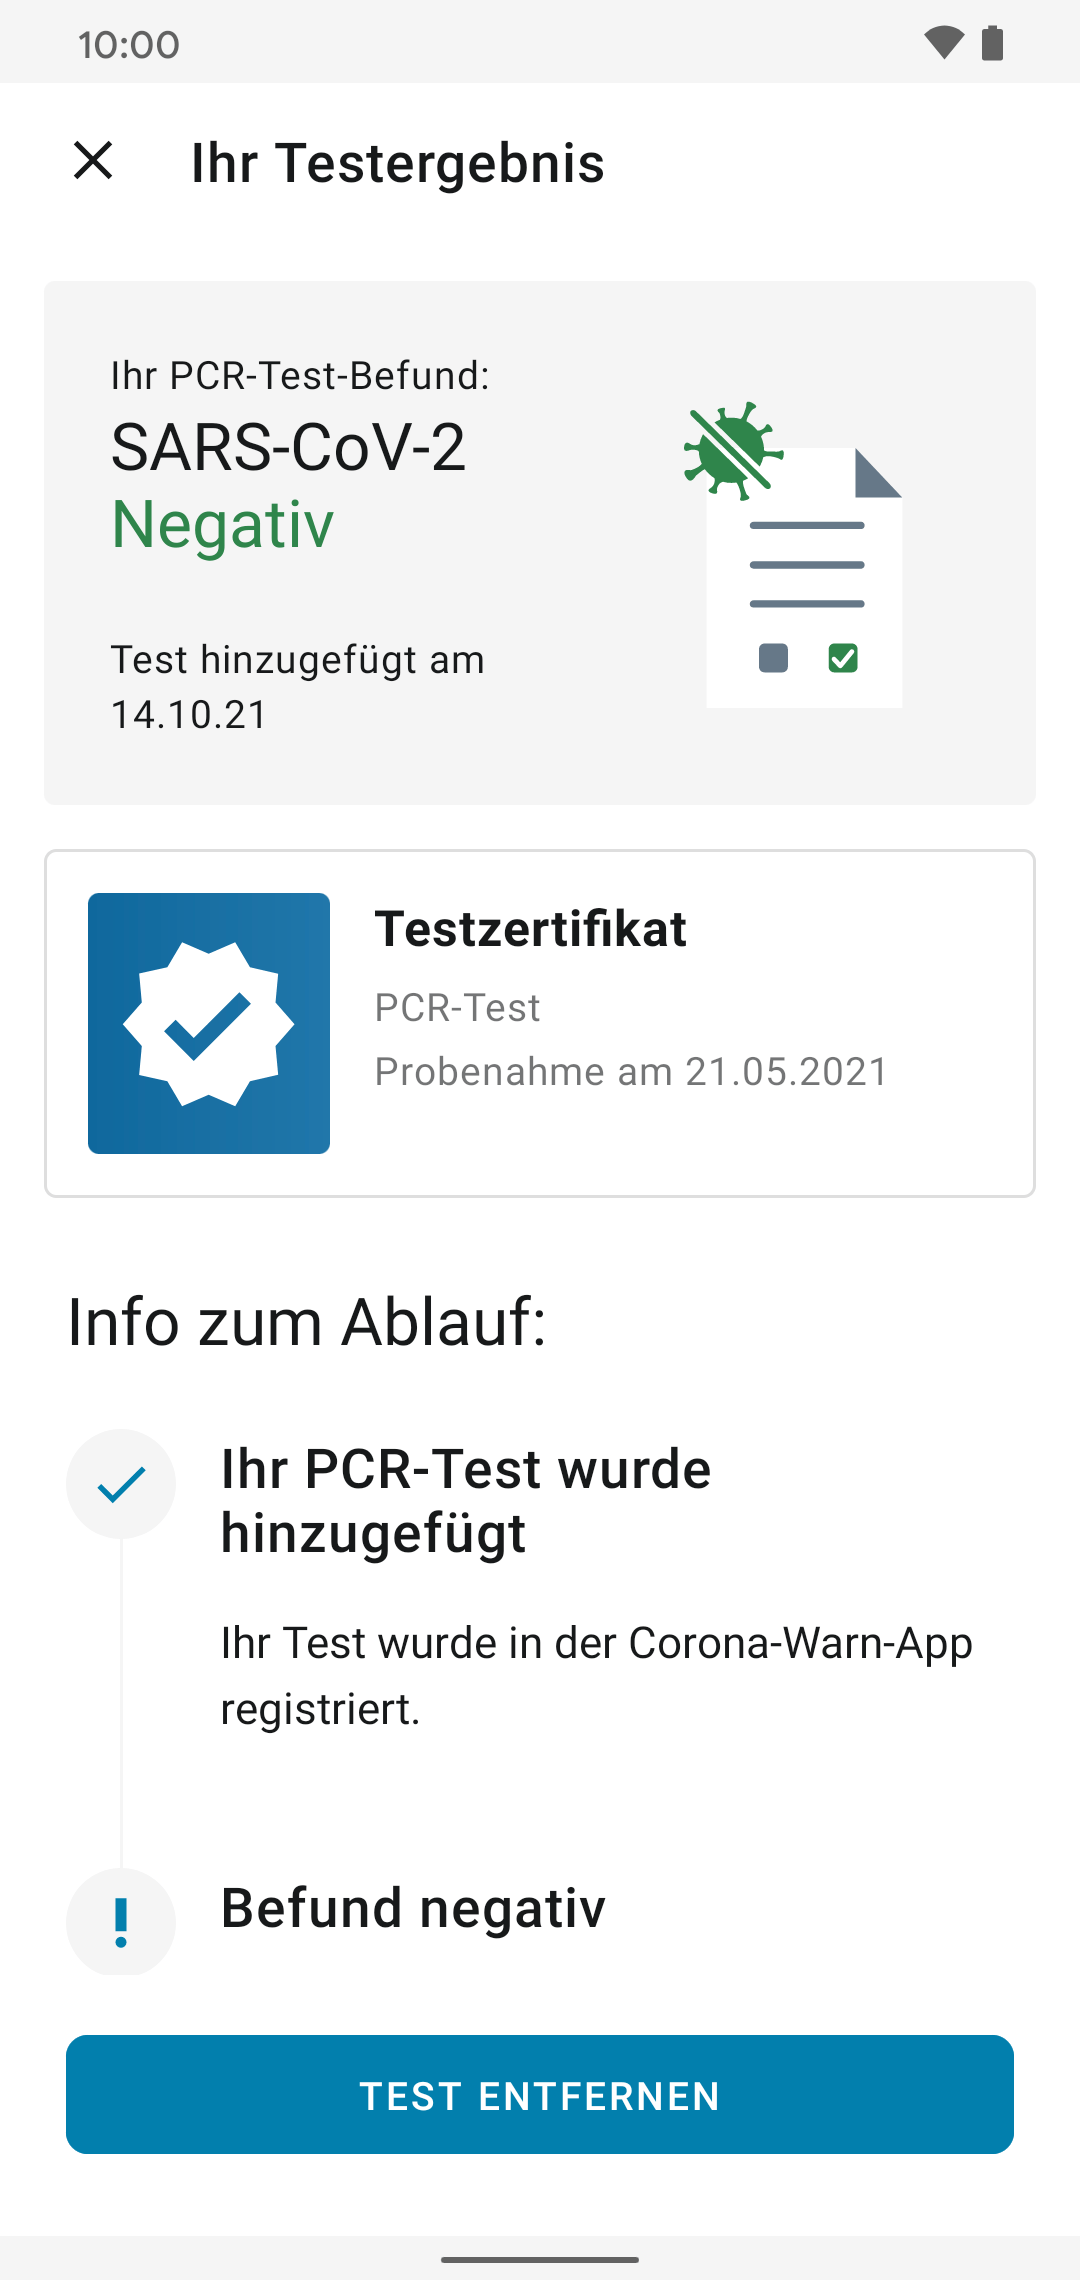 10:00
Ihr Testergebnis
Ihr PCR-Test-Befund:
SARS-CoV-2
Negativ
Test hinzugefügt am
14.10.21
Testzertifikat
PCR-Test
Probenahme am 21.05.2021
Info zum Ablauf:
Ihr PCR-Test wurde
hinzugefügt
Ihr Test wurde in der Corona-Warn-App
registriert.
Befund negativ
TEST ENTFERNEN